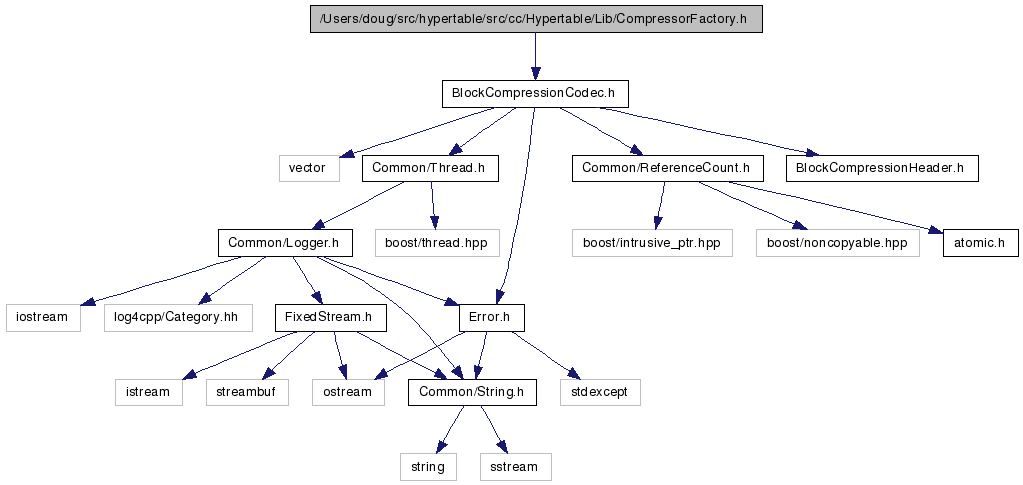 /Users/doug/src/hypertable/src/cc/Hypertable/Lib/CompressorFactory.h
BlockCompressionCodec.h
vector
Common/Thread.h
Common/ReferenceCount.h
BlockCompressionHeader.h
Common/Logger.h
boost/thread.hpp
boost/intrusive_ptr.hpp
boost/noncopyable.hpp
atomic.h
iostream
log4cpp/Category.hh
FixedStream.h
Error.h
istream
streambuf
ostream
Common/String.h
stdexcept
string
sstream